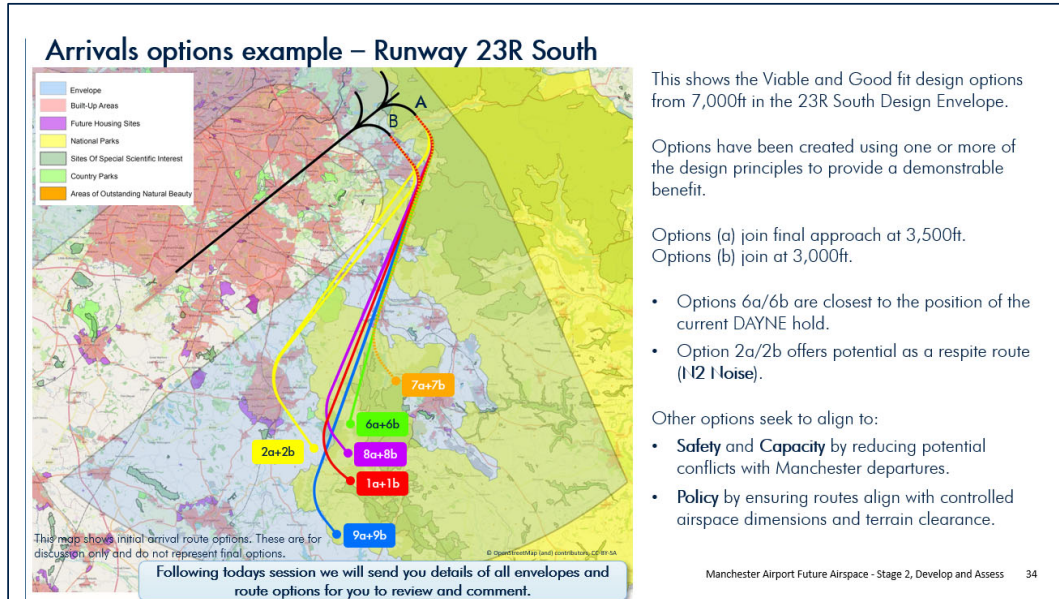 Arrivals options example – Runway 23R South
Envelope
Built-Up Areas
Future Housing Sites
National Parks
Sites Of Special Scientific Interest
Country Parks
Areas of Outstanding Natural Beauty
A
B
7a+7b
6a+6b
2a+2b
8a+8b
1a+1b
9a+9b
This map shows initial arrival route options. These are for
discussion only and do not represent final options.
© OpenStreetMap (and) contributors, CC-BY-SA
Following todays session we will send you details of all envelopes and
route options for you to review and comment.
This shows the Viable and Good fit design options
from 7,000ft in the 23R South Design Envelope.
Options have been created using one or more of
the design principles to provide a demonstrable
benefit.
Options (a) join final approach at 3,500ft.
Options (b) join at 3,000ft.
• Options 6a/6b are closest to the position of the
current DAYNE hold.
• Option 2a/2b offers potential as a respite route
(N2 Noise).
Other options seek to align to:
• Safety and Capacity by reducing potential
conflicts with Manchester departures.
• Policy by ensuring routes align with controlled
airspace dimensions and terrain clearance.
Manchester Airport Future Airspace - Stage 2, Develop and Assess 34